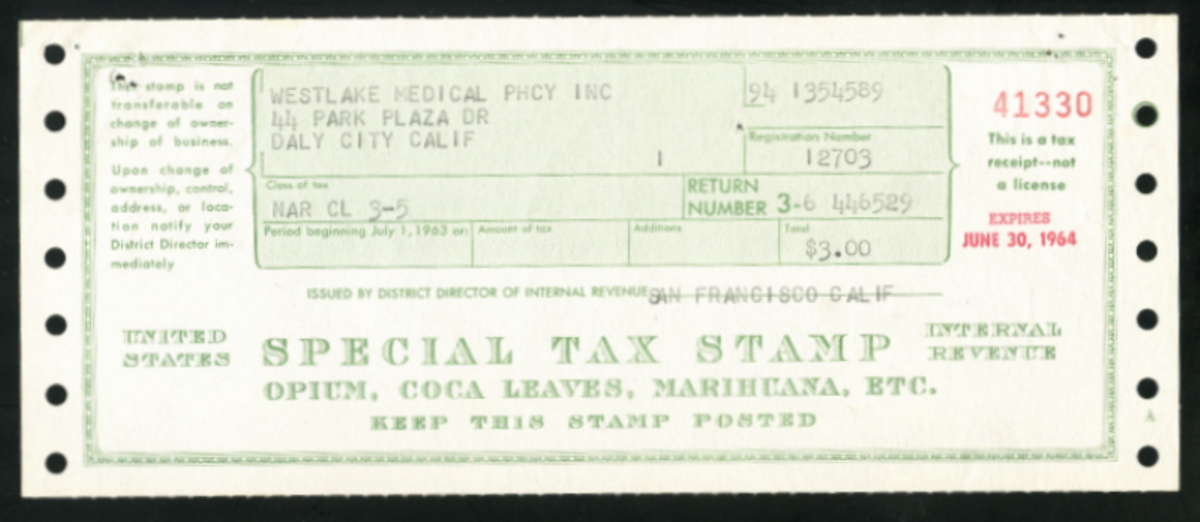 This stamp is not
transferable on
change of owner-
ship of business.
Upon change of
ownership, control,
address, or loca-
tion notify your
District Director im-
mediately
WESTLAKE MEDICAL PHCY INC
44 PARK PLAZA DR
DALY CITY CALIF
1
94 1354589
Registration Number
12703
Class of tax
NAR CL 3-5
RETURN
NUMBER 3-6 446529
Period beginning July 1, 1963 or:
Amount of tax
Additions
Total
$3.00
41330
This is a tax
receipt--not
a license
EXPIRES
JUNE 30, 1964
ISSUED BY DISTRICT DIRECTOR OF INTERNAL REVENUE SAN FRANCISCO CALIF
UNITED
STATES
SPECIAL TAX STAMP
INTERNAL
REVENUE
OPIUM, COCA LEAVES, MARIHUANA, ETC.
KEEP THIS STAMP POSTED
A